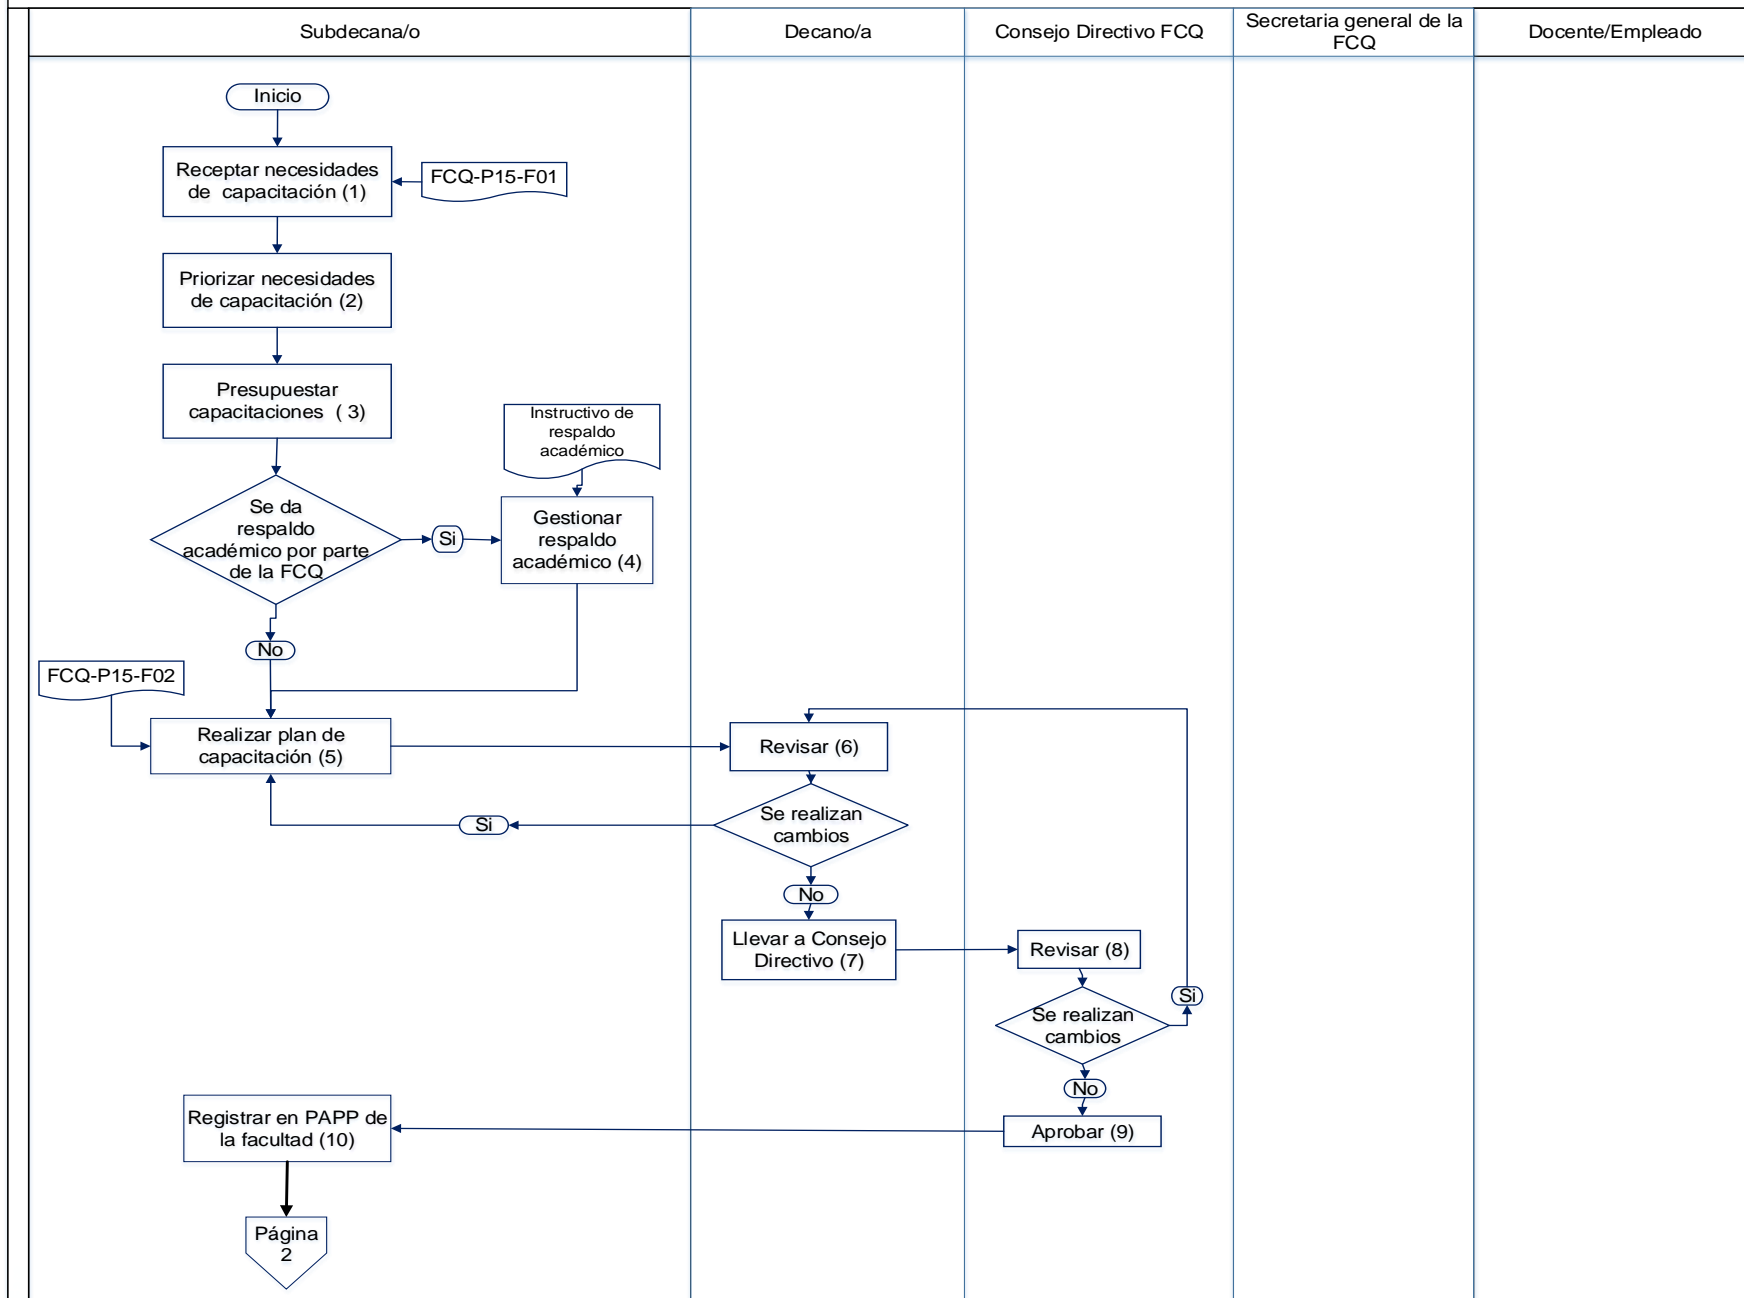 Subdecana/o
Decano/a
Consejo Directivo FCQ
Secretaria general de la
FCQ
Docente/Empleado
Inicio
Receptar necesidades
de capacitación (1)
FCQ-P15-F01
Priorizar necesidades
de capacitación (2)
Presupuestar
capacitaciones ( 3)
Instructivo de
respaldo
académico
Se da
respaldo
académico por parte
de la FCQ
Si
Gestionar
respaldo
académico (4)
No
FCQ-P15-F02
Realizar plan de
capacitación (5)
Revisar (6)
Se realizan
cambios
Si
No
Llevar a Consejo
Directivo (7)
Revisar (8)
Se realizan
cambios
Si
No
Aprobar (9)
Registrar en PAPP de
la facultad (10)
Página
2